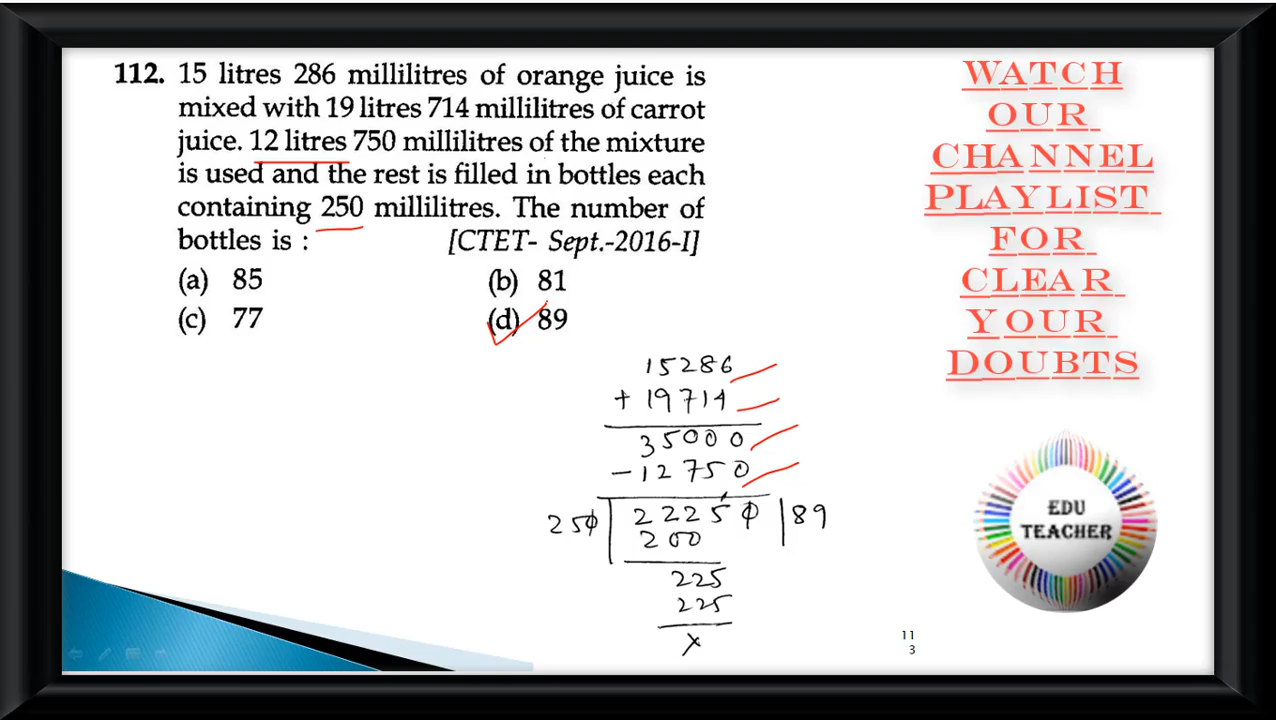 112. 15 litres 286 millilitres of orange juice is
mixed with 19 litres 714 millilitres of carrot
juice. 12 litres 750 millilitres of the mixture
is used and the rest is filled in bottles each
containing 250 millilitres. The number of
bottles is : [CTET- Sept.-2016-I]
(a) 85 (b) 81
(c) 77 (d) 89
15286
+ 19714
35000
- 12750
250 22250 89
200
225
225
x
WATCH
OUR
CHANNEL
PLAYLIST
FOR
CLEAR
YOUR
DOUBTS
EDU
TEACHER
11
3